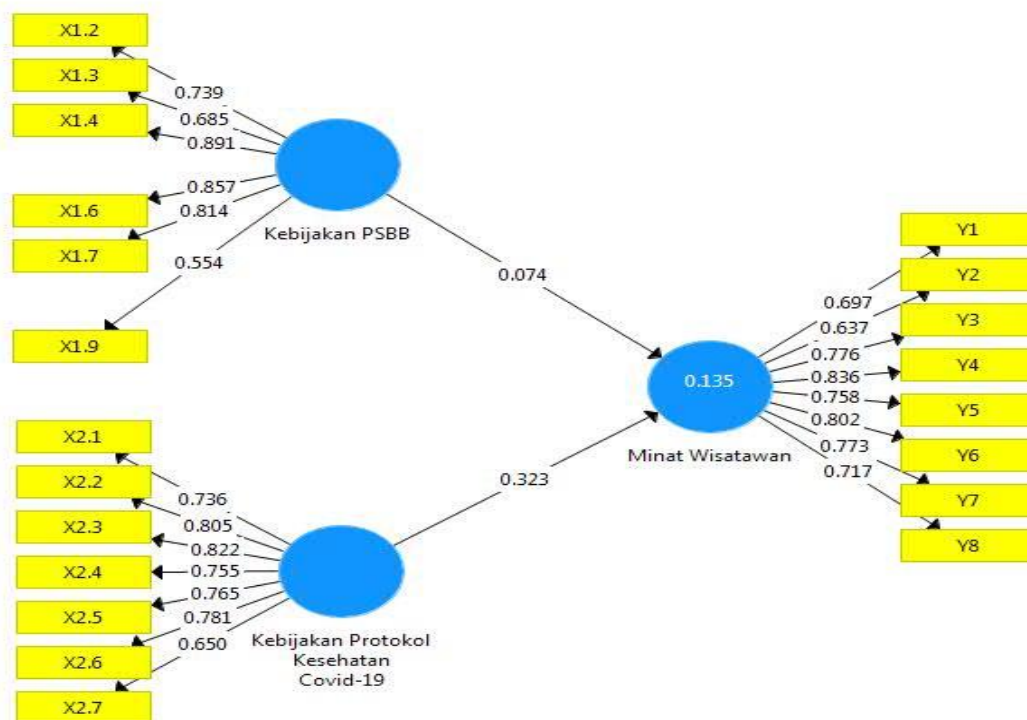 X1.2
X1.3
X1.4
X1.6
X1.7
X1.9
0.739
0.685
0.891
0.857
0.814
0.554
Kebijakan PSBB
0.074
X2.1
X2.2
X2.3
X2.4
X2.5
X2.6
X2.7
0.736
0.805
0.822
0.755
0.765
0.781
0.650
Kebijakan Protokol
Kesehatan
Covid-19
0.323
0.135
Minat Wisatawan
0.697
0.637
0.776
0.836
0.758
0.802
0.773
0.717
Y1
Y2
Y3
Y4
Y5
Y6
Y7
Y8